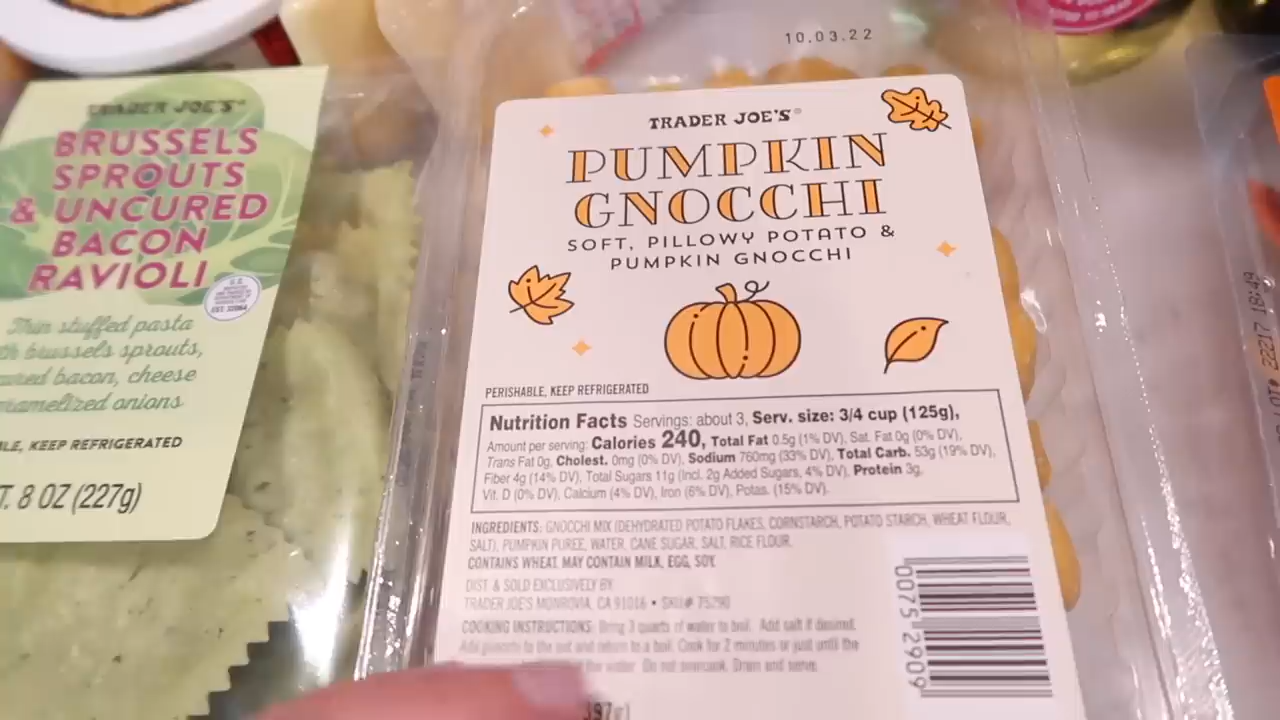 10.03.22
TRADER JOE'S®
BRUSSELS
SPROUTS
& UNCURED
BACON
RAVIOLI
Thin stuffed pasta
brussels sprouts,
bacon, cheese
onions
KEEP REFRIGERATED
8 OZ (227g)
TRADER JOE'S®
PUMPKIN
GNOCCHI
SOFT, PILLOWY POTATO &
PUMPKIN GNOCCHI
PERISHABLE, KEEP REFRIGERATED
Nutrition Facts Servings: about 3, Serv. size: 3/4 cup (125g),
Amount per serving: Calories 240, Total Fat 0.5g (1% DV), Sat. Fat 0g (0% DV),
Trans Fat 0g, Cholest. 0mg (0% DV), Sodium 760mg (33% DV), Total Carb. 53g (19% DV),
Fiber 4g (14% DV), Total Sugars 11g (Incl. 2g Added Sugars, 4% DV), Protein 3g,
Vit. D (0% DV), Calcium (4% DV), Iron (6% DV), Potas. (15% DV).
INGREDIENTS: GNOCCHI MIX (DEHYDRATED POTATO FLAKES, CORNSTARCH, POTATO STARCH, WHEAT FLOUR,
SALT), PUMPKIN PUREE, WATER, CANE SUGAR, SALT, RICE FLOUR.
CONTAINS WHEAT. MAY CONTAIN MILK, EGG, SOY.
DIST. & SOLD EXCLUSIVELY BY:
TRADER JOE'S MONROVIA, CA 91016 • SKU# 75290
COOKING INSTRUCTIONS: Bring 3 quarts of water to boil. Add salt if desired.
Add gnocchi to the pot and return to a boil. Cook for 2 minutes or just until the
the water. Do not overcook. Drain and serve.
0075 2909
397g)
22217 18:49